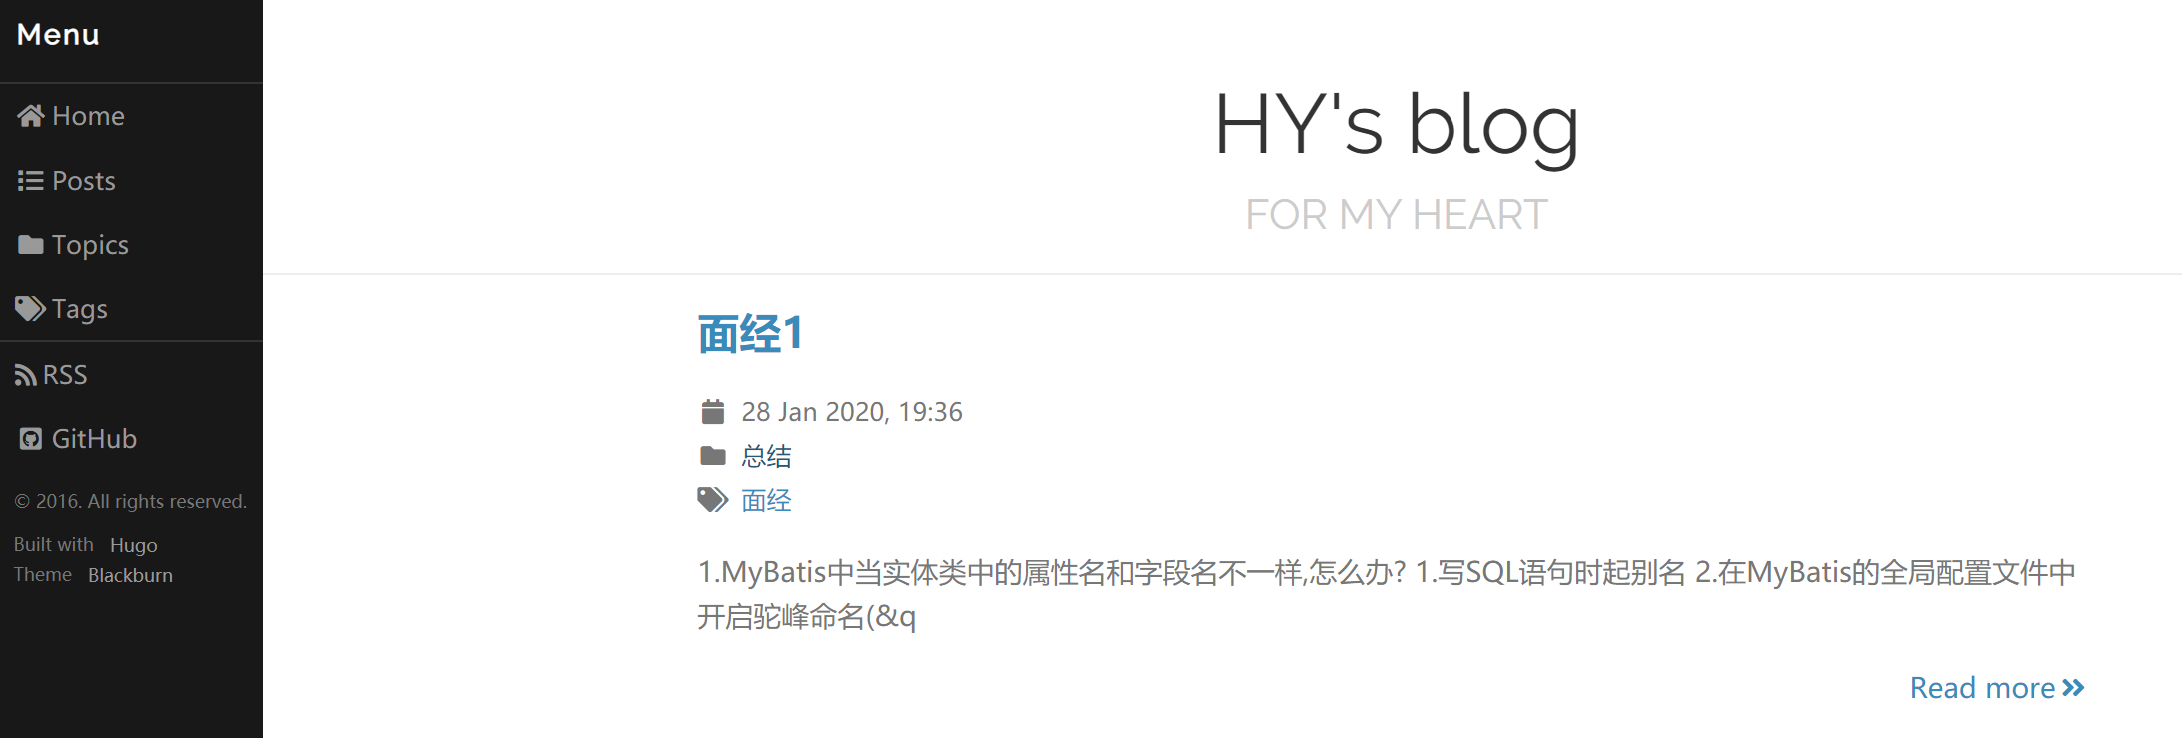 Menu
Home
Posts
Topics
Tags
RSS
GitHub
© 2016. All rights reserved.
Built with Hugo
Theme Blackburn
HY's blog
FOR MY HEART
面经1
28 Jan 2020, 19:36
总结
面经
1.MyBatis中当实体类中的属性名和字段名不一样,怎么办? 1.写SQL语句时起别名 2.在MyBatis的全局配置文件中
开启驼峰命名(&q
Read more